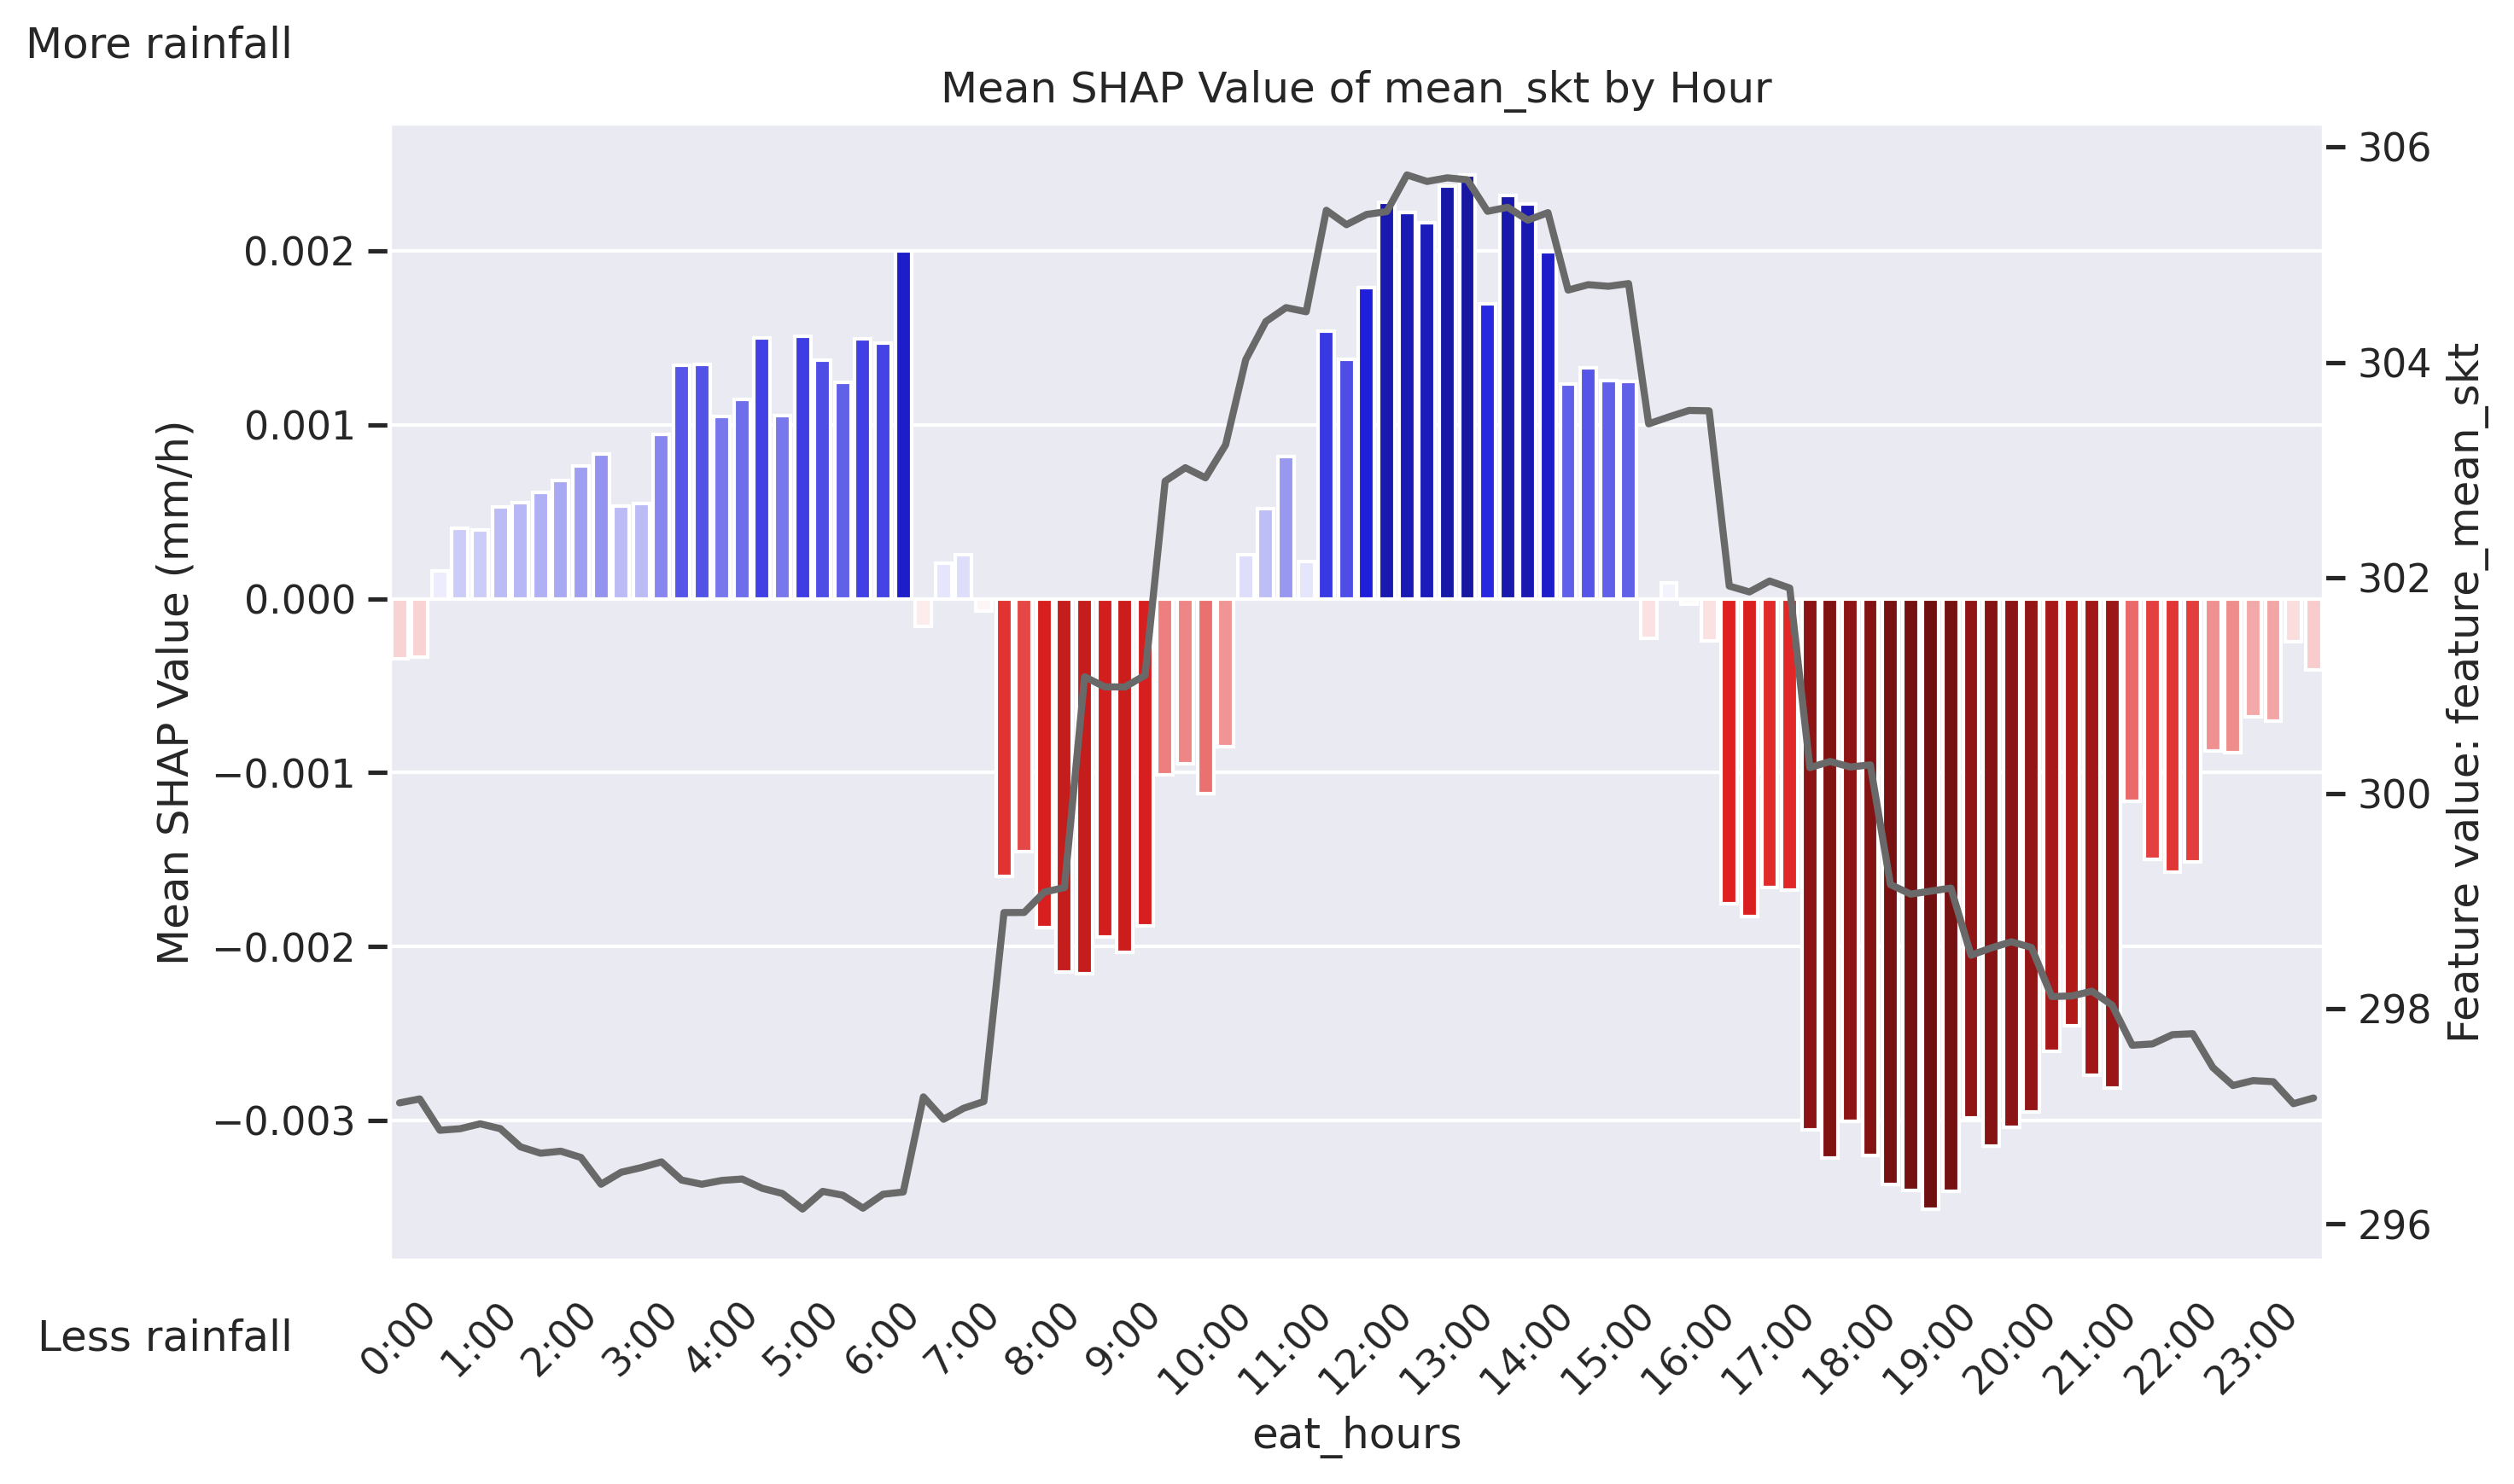 More rainfall
Mean SHAP Value of mean_skt by Hour
Mean SHAP Value (mm/h)
0.002
0.001
0.000
−0.001
−0.002
−0.003
306
304
302
300
298
296
Feature value: feature_mean_skt
Less rainfall
0:00 1:00 2:00 3:00 4:00 5:00 6:00 7:00 8:00 9:00 10:00 11:00 12:00 13:00 14:00 15:00 16:00 17:00 18:00 19:00 20:00 21:00 22:00 23:00
eat_hours